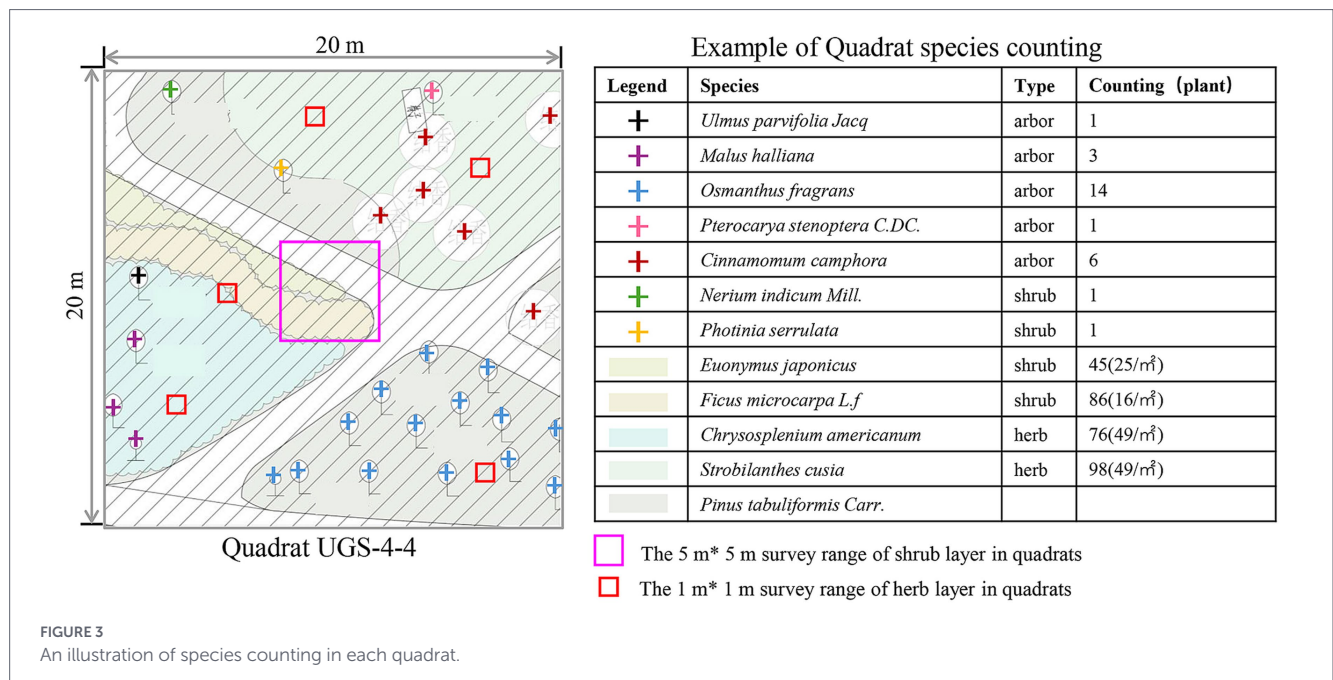 20 m
20 m
Quadrat UGS-4-4
Example of Quadrat species counting
Legend Species Type Counting (plant)
Ulmus parvifolia Jacq arbor 1
Malus halliana arbor 3
Osmanthus fragrans arbor 14
Pterocarya stenoptera C.DC. arbor 1
Cinnamomum camphora arbor 6
Nerium indicum Mill. shrub 1
Photinia serrulata shrub 1
Euonymus japonicus shrub 45(25/㎡)
Ficus microcarpa L.f shrub 86(16/㎡)
Chrysosplenium americanum herb 76(49/㎡)
Strobilanthes cusia herb 98(49/㎡)
Pinus tabuliformis Carr.
The 5 m* 5 m survey range of shrub layer in quadrats
The 1 m* 1 m survey range of herb layer in quadrats
FIGURE 3
An illustration of species counting in each quadrat.